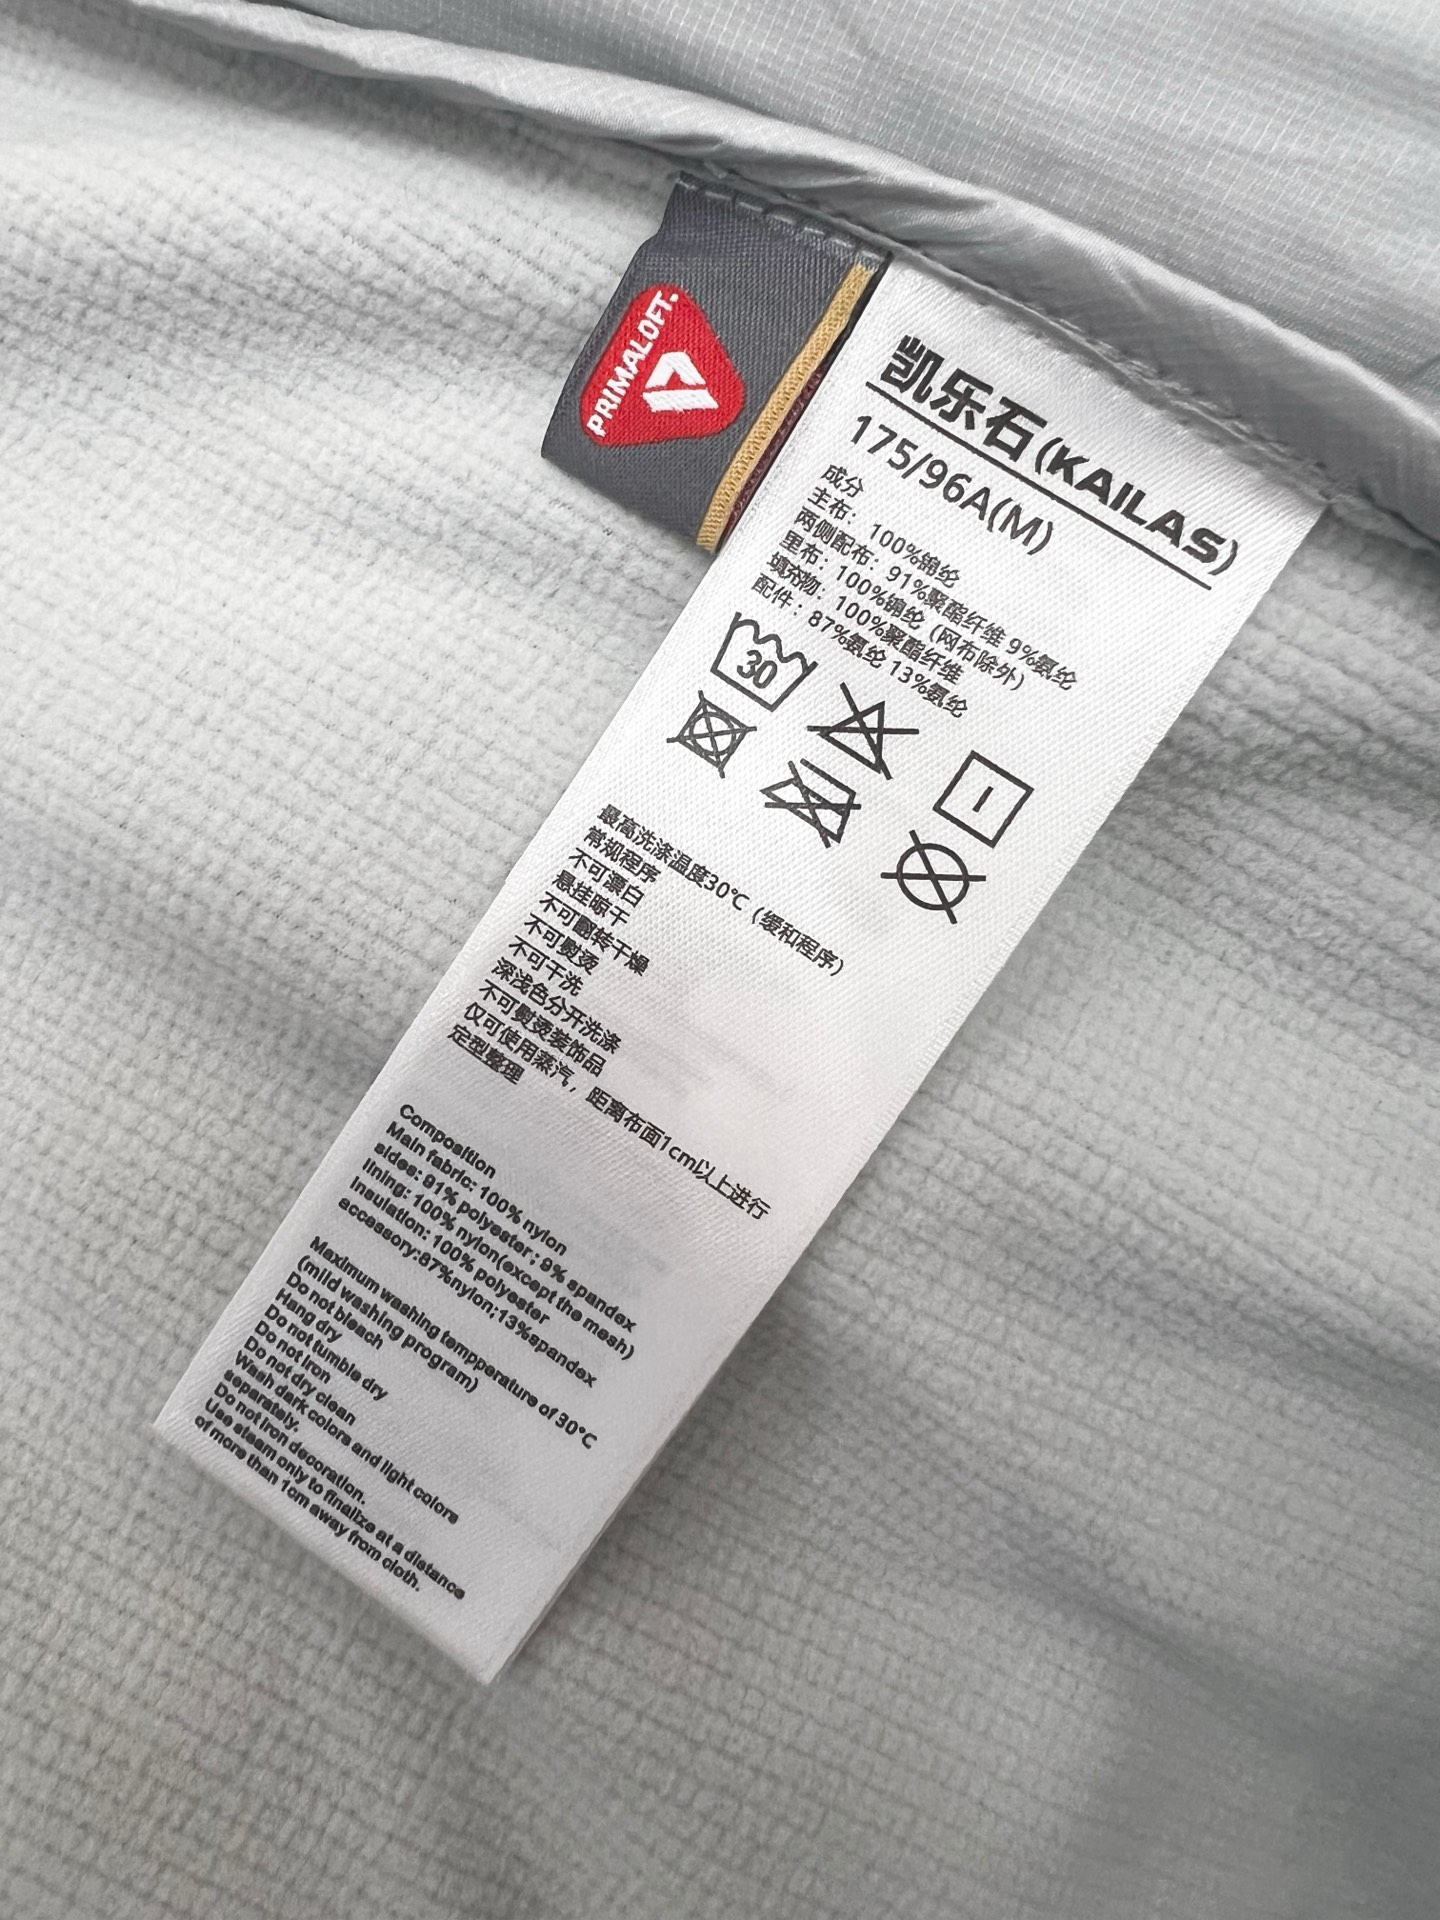 PRIMALOFT.
凯乐石(KAILAS)
175/96A(M)
成分
主布：100%锦纶
两侧配布：91%聚酯纤维 9%氨纶
里布：100%锦纶 (网布除外)
填充物：100%聚酯纤维
配件：87%氨纶 13%氨纶
30
最高洗涤温度30℃（缓和程序）
常规程序
不可漂白
悬挂晾干
不可翻转干燥
不可熨烫
不可干洗
深浅色分开洗涤
不可熨烫装饰品
仅可使用蒸汽，距离布面1cm以上进行
定型整理
Composition
Main fabric: 100% nylon
sides: 91% polyester ; 9% spandex
lining: 100% nylon(except the mesh)
Insulation: 100% polyester
accessory:87%nylon;13%spandex
Maximum washing tempperature of 30℃
(mild washing program)
Do not bleach
Hang dry
Do not tumble dry
Do not iron
Do not dry clean
Wash dark colors and light colors
separately.
Do not iron decoration.
Use steam only to finalize at a distance
of more than 1cm away from cloth.